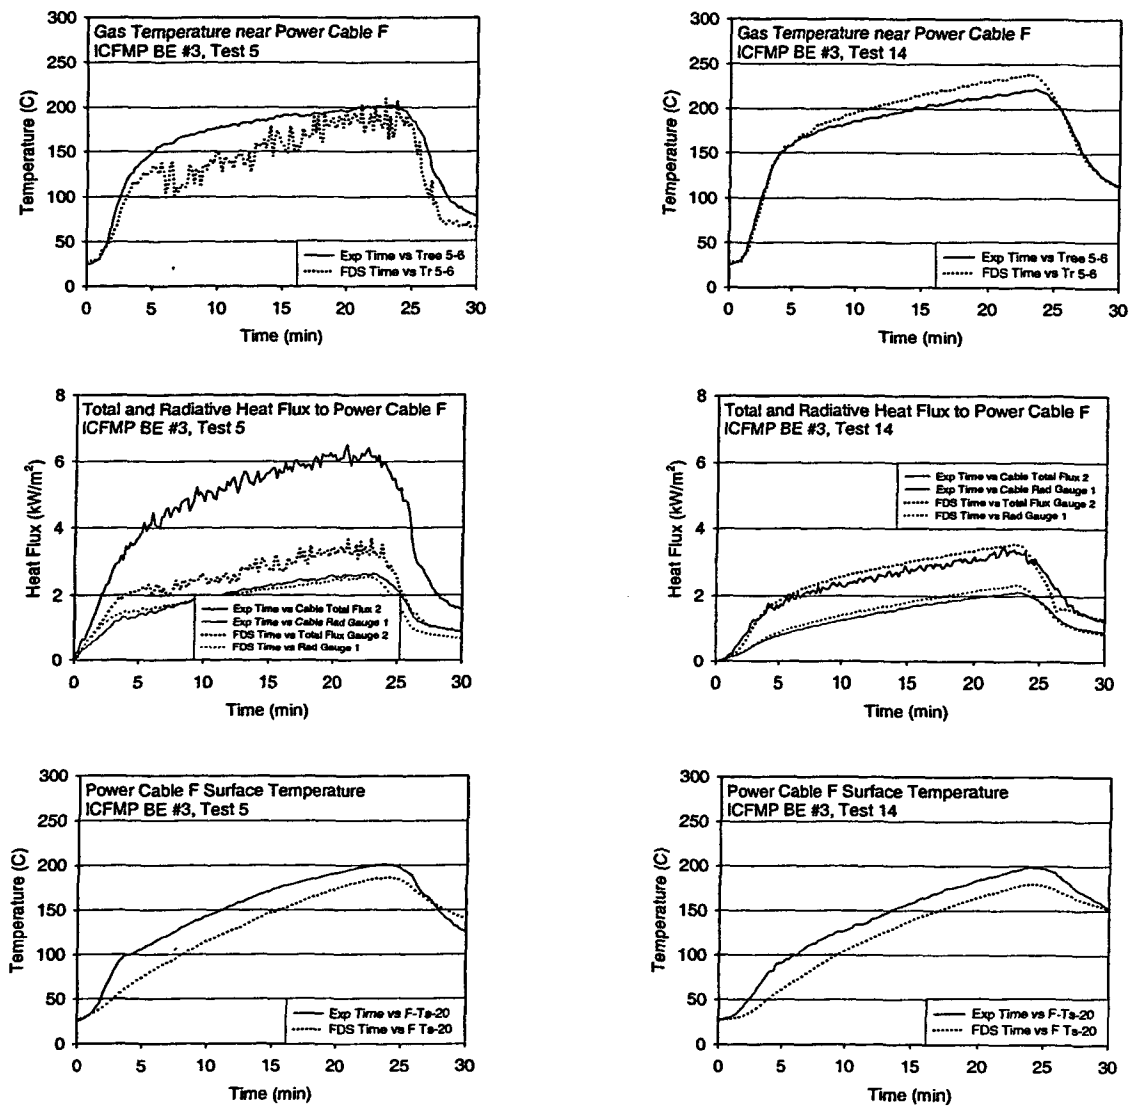 Gas Temperature near Power Cable F
ICFMP BE #3, Test 5
Temperature (C)
300
250
200
150
100
50
0
Exp Time vs Tree 5-6
FDS Time vs Tr 5-6
0 5 10 15 20 25 30
Time (min)
Gas Temperature near Power Cable F
ICFMP BE #3, Test 14
Temperature (C)
300
250
200
150
100
50
0
Exp Time vs Tree 5-6
FDS Time vs Tr 5-6
0 5 10 15 20 25 30
Time (min)
Total and Radiative Heat Flux to Power Cable F
ICFMP BE #3, Test 5
Heat Flux (kW/m²)
8
6
4
2
0
Exp Time vs Cable Total Flux 2
Exp Time vs Cable Rad Gauge 1
FDS Time vs Total Flux Gauge 2
FDS Time vs Rad Gauge 1
0 5 10 15 20 25 30
Time (min)
Total and Radiative Heat Flux to Power Cable F
ICFMP BE #3, Test 14
Heat Flux (kW/m²)
8
6
4
2
0
Exp Time vs Cable Total Flux 2
Exp Time vs Cable Rad Gauge 1
FDS Time vs Total Flux Gauge 2
FDS Time vs Rad Gauge 1
0 5 10 15 20 25 30
Time (min)
Power Cable F Surface Temperature
ICFMP BE #3, Test 5
Temperature (C)
300
250
200
150
100
50
0
Exp Time vs F-Ts-20
FDS Time vs F Ts-20
0 5 10 15 20 25 30
Time (min)
Power Cable F Surface Temperature
ICFMP BE #3, Test 14
Temperature (C)
300
250
200
150
100
50
0
Exp Time vs F-Ts-20
FDS Time vs F Ts-20
0 5 10 15 20 25 30
Time (min)